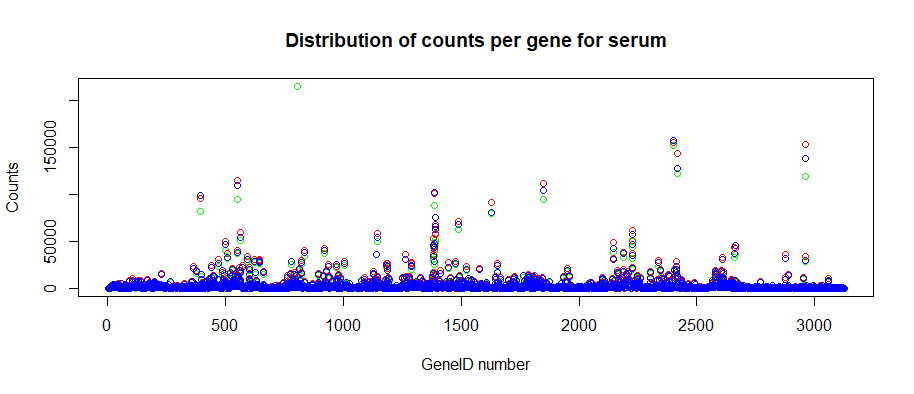 Distribution of counts per gene for serum
Counts
150000
50000
0
0 500 1000 1500 2000 2500 3000
GeneID number